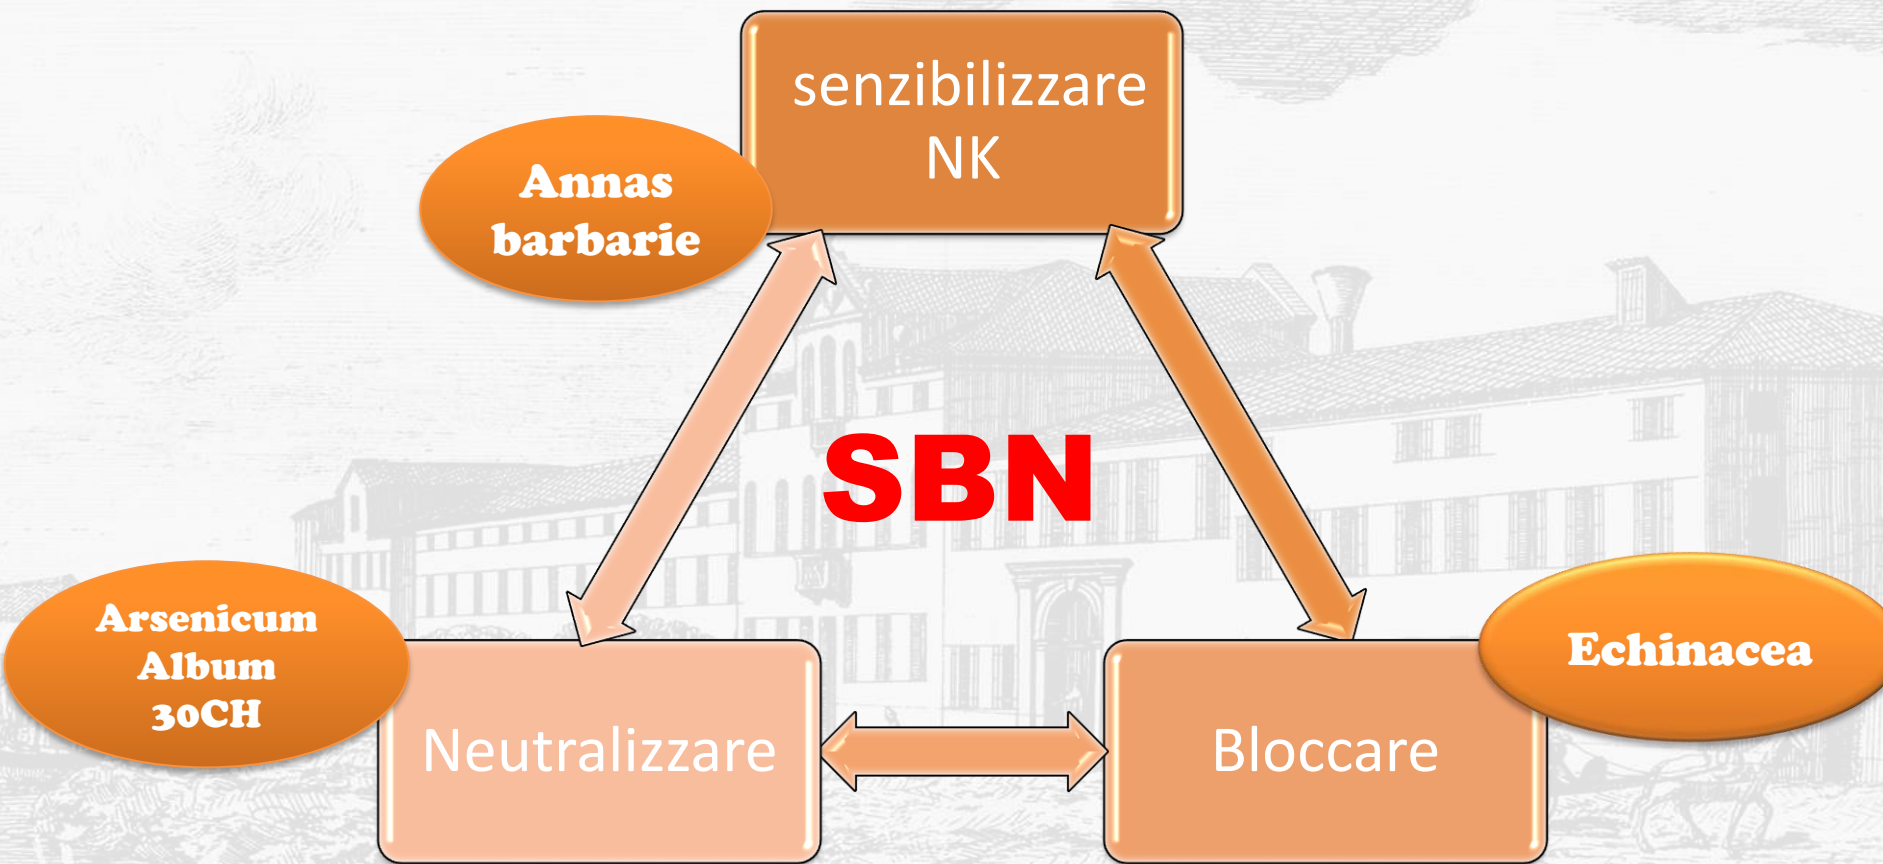 senzibilizzare
NK
Annas
barbarie
SBN
Arsenicum
Album
30CH
Neutralizzare
Bloccare
Echinacea